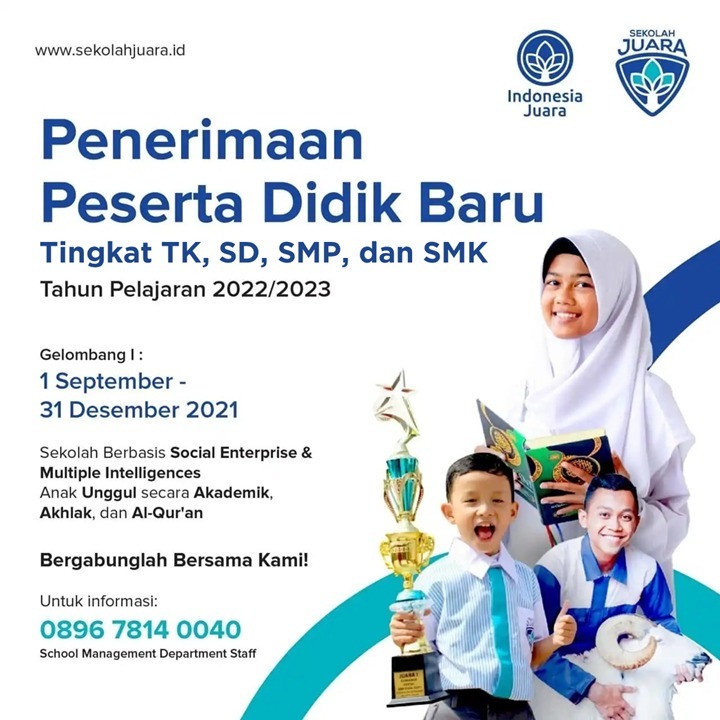 www.sekolahjuara.id
Indonesia
Juara
SEKOLAH
JUARA
Penerimaan
Peserta Didik Baru
Tingkat TK, SD, SMP, dan SMK
Tahun Pelajaran 2022/2023
Gelombang I :
1 September -
31 Desember 2021
Sekolah Berbasis Social Enterprise &
Multiple Intelligences
Anak Unggul secara Akademik,
Akhlak, dan Al-Qur'an
Bergabunglah Bersama Kami!
Untuk informasi:
0896 7814 0040
School Management Department Staff
JUARA I